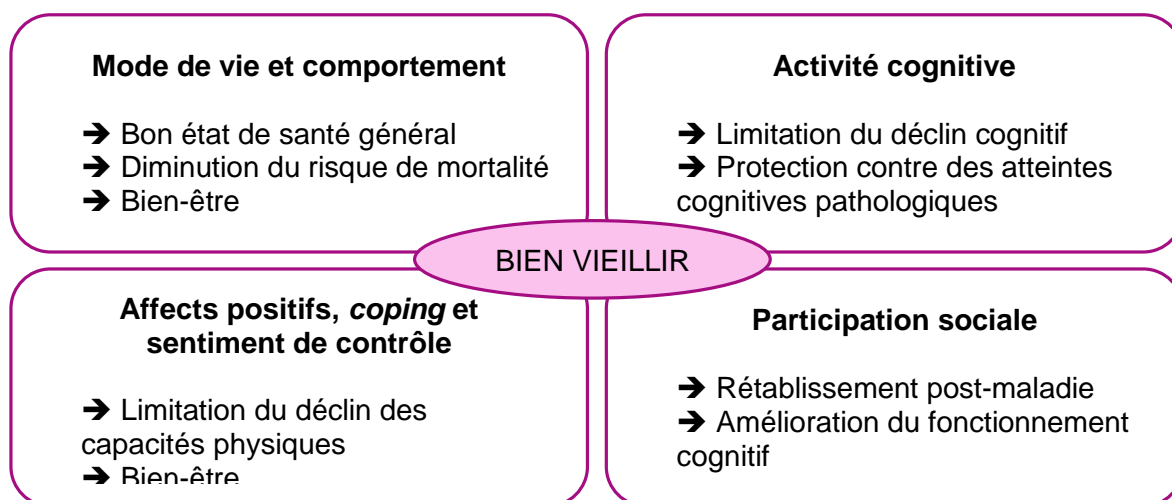 Mode de vie et comportement
➔ Bon état de santé général
➔ Diminution du risque de mortalité
➔ Bien-être
Activité cognitive
➔ Limitation du déclin cognitif
➔ Protection contre des atteintes
cognitives pathologiques
BIEN VIEILLIR
Affects positifs, coping et
sentiment de contrôle
➔ Limitation du déclin des
capacités physiques
➔ Bien-être
Participation sociale
➔ Rétablissement post-maladie
➔ Amélioration du fonctionnement
cognitif